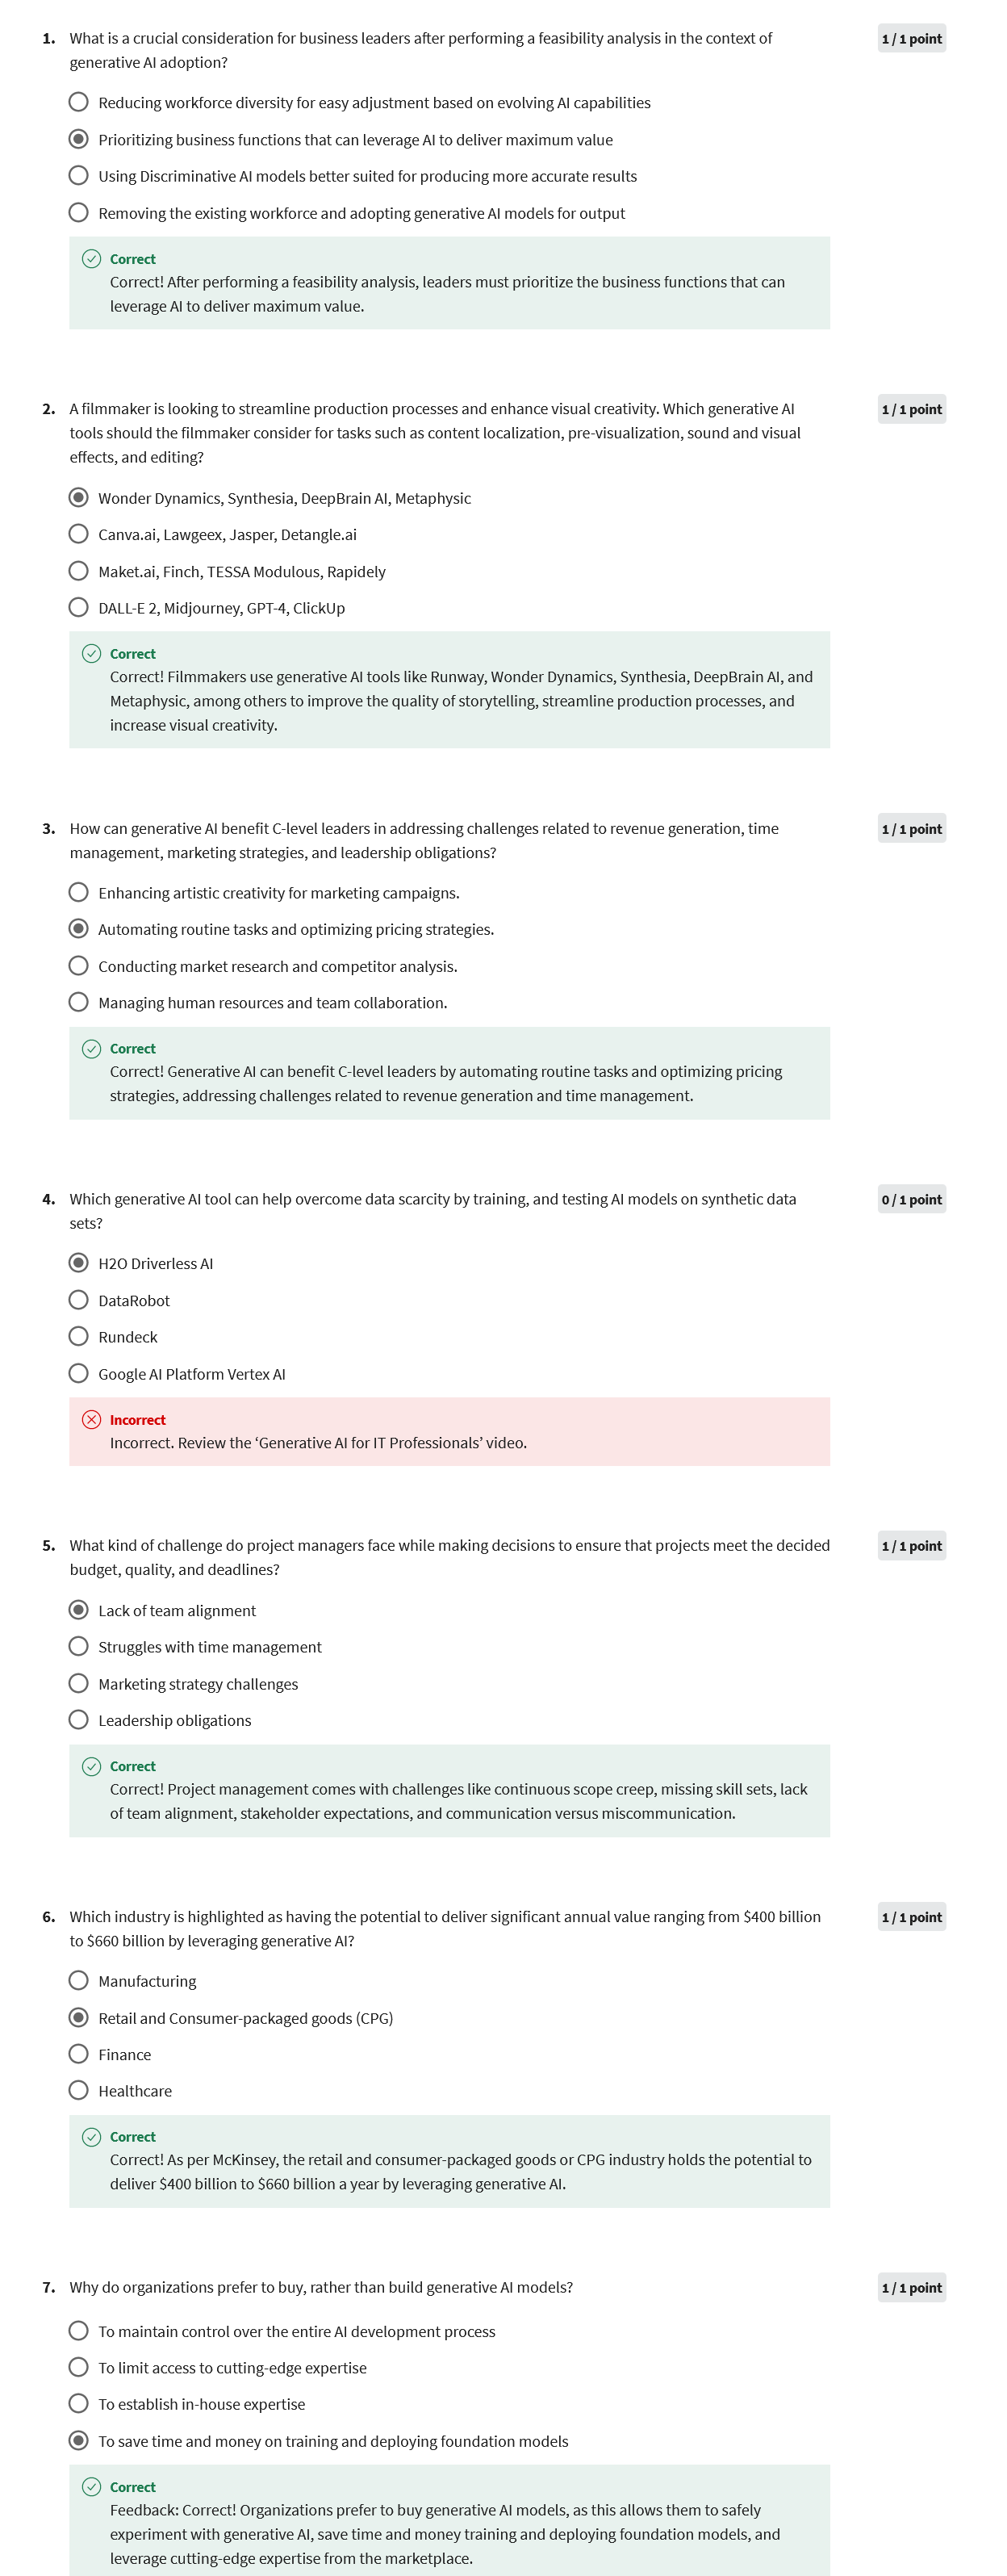 1. What is a crucial consideration for business leaders after performing a feasibility analysis in the context of
generative AI adoption?
1 / 1 point
Reducing workforce diversity for easy adjustment based on evolving AI capabilities
Prioritizing business functions that can leverage AI to deliver maximum value
Using Discriminative AI models better suited for producing more accurate results
Removing the existing workforce and adopting generative AI models for output
Correct
Correct! After performing a feasibility analysis, leaders must prioritize the business functions that can
leverage AI to deliver maximum value.
2. A filmmaker is looking to streamline production processes and enhance visual creativity. Which generative AI
tools should the filmmaker consider for tasks such as content localization, pre-visualization, sound and visual
effects, and editing?
1 / 1 point
Wonder Dynamics, Synthesia, DeepBrain AI, Metaphysic
Canva.ai, Lawgeex, Jasper, Detangle.ai
Maket.ai, Finch, TESSA Modulous, Rapidely
DALL-E 2, Midjourney, GPT-4, ClickUp
Correct
Correct! Filmmakers use generative AI tools like Runway, Wonder Dynamics, Synthesia, DeepBrain AI, and
Metaphysic, among others to improve the quality of storytelling, streamline production processes, and
increase visual creativity.
3. How can generative AI benefit C-level leaders in addressing challenges related to revenue generation, time
management, marketing strategies, and leadership obligations?
1 / 1 point
Enhancing artistic creativity for marketing campaigns.
Automating routine tasks and optimizing pricing strategies.
Conducting market research and competitor analysis.
Managing human resources and team collaboration.
Correct
Correct! Generative AI can benefit C-level leaders by automating routine tasks and optimizing pricing
strategies, addressing challenges related to revenue generation and time management.
4. Which generative AI tool can help overcome data scarcity by training, and testing AI models on synthetic data
sets?
0 / 1 point
H2O Driverless AI
DataRobot
Rundeck
Google AI Platform Vertex AI
Incorrect
Incorrect. Review the ‘Generative AI for IT Professionals’ video.
5. What kind of challenge do project managers face while making decisions to ensure that projects meet the decided
budget, quality, and deadlines?
1 / 1 point
Lack of team alignment
Struggles with time management
Marketing strategy challenges
Leadership obligations
Correct
Correct! Project management comes with challenges like continuous scope creep, missing skill sets, lack
of team alignment, stakeholder expectations, and communication versus miscommunication.
6. Which industry is highlighted as having the potential to deliver significant annual value ranging from $400 billion
to $660 billion by leveraging generative AI?
1 / 1 point
Manufacturing
Retail and Consumer-packaged goods (CPG)
Finance
Healthcare
Correct
Correct! As per McKinsey, the retail and consumer-packaged goods or CPG industry holds the potential to
deliver $400 billion to $660 billion a year by leveraging generative AI.
7. Why do organizations prefer to buy, rather than build generative AI models?
1 / 1 point
To maintain control over the entire AI development process
To limit access to cutting-edge expertise
To establish in-house expertise
To save time and money on training and deploying foundation models
Correct
Feedback: Correct! Organizations prefer to buy generative AI models, as this allows them to safely
experiment with generative AI, save time and money training and deploying foundation models, and
leverage cutting-edge expertise from the marketplace.